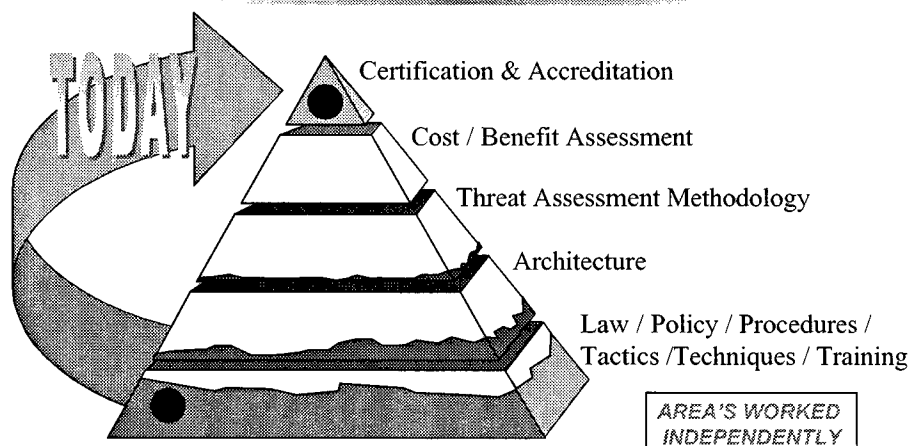 TODAY
Certification & Accreditation
Cost / Benefit Assessment
Threat Assessment Methodology
Architecture
Law / Policy / Procedures /
Tactics /Techniques / Training
AREA'S WORKED
INDEPENDENTLY